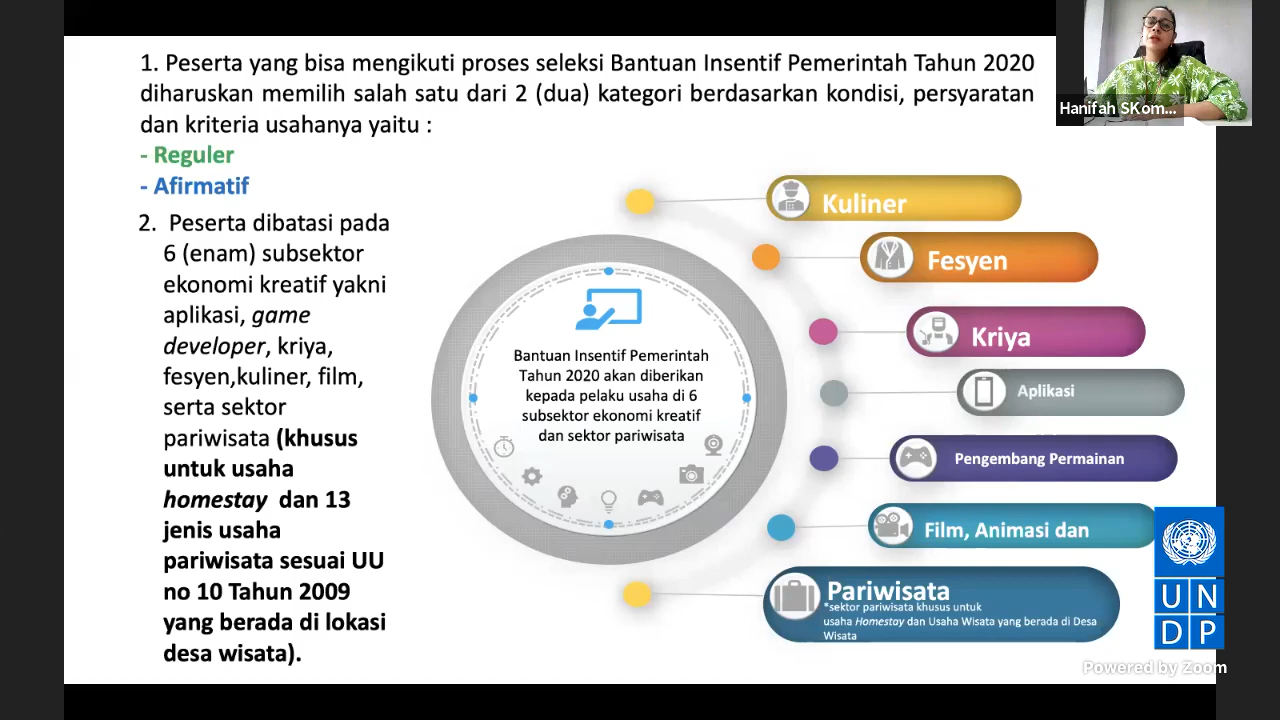 1. Peserta yang bisa mengikuti proses seleksi Bantuan Insentif Pemerintah Tahun 2020
diharuskan memilih salah satu dari 2 (dua) kategori berdasarkan kondisi, persyaratan
dan kriteria usahanya yaitu :
- Reguler
- Afirmatif
2. Peserta dibatasi pada
6 (enam) subsektor
ekonomi kreatif yakni
aplikasi, game
developer, kriya,
fesyen,kuliner, film,
serta sektor
pariwisata (khusus
untuk usaha
homestay dan 13
jenis usaha
pariwisata sesuai UU
no 10 Tahun 2009
yang berada di lokasi
desa wisata).
Bantuan Insentif Pemerintah
Tahun 2020 akan diberikan
kepada pelaku usaha di 6
subsektor ekonomi kreatif
dan sektor pariwisata
Kuliner
Fesyen
Kriya
Aplikasi
Pengembang Permainan
Film, Animasi dan
Pariwisata
*sektor pariwisata khusus untuk
usaha Homestay dan Usaha Wisata yang berada di Desa
Wisata
Hanifah SKom...
U N
D P
Powered by Zoom